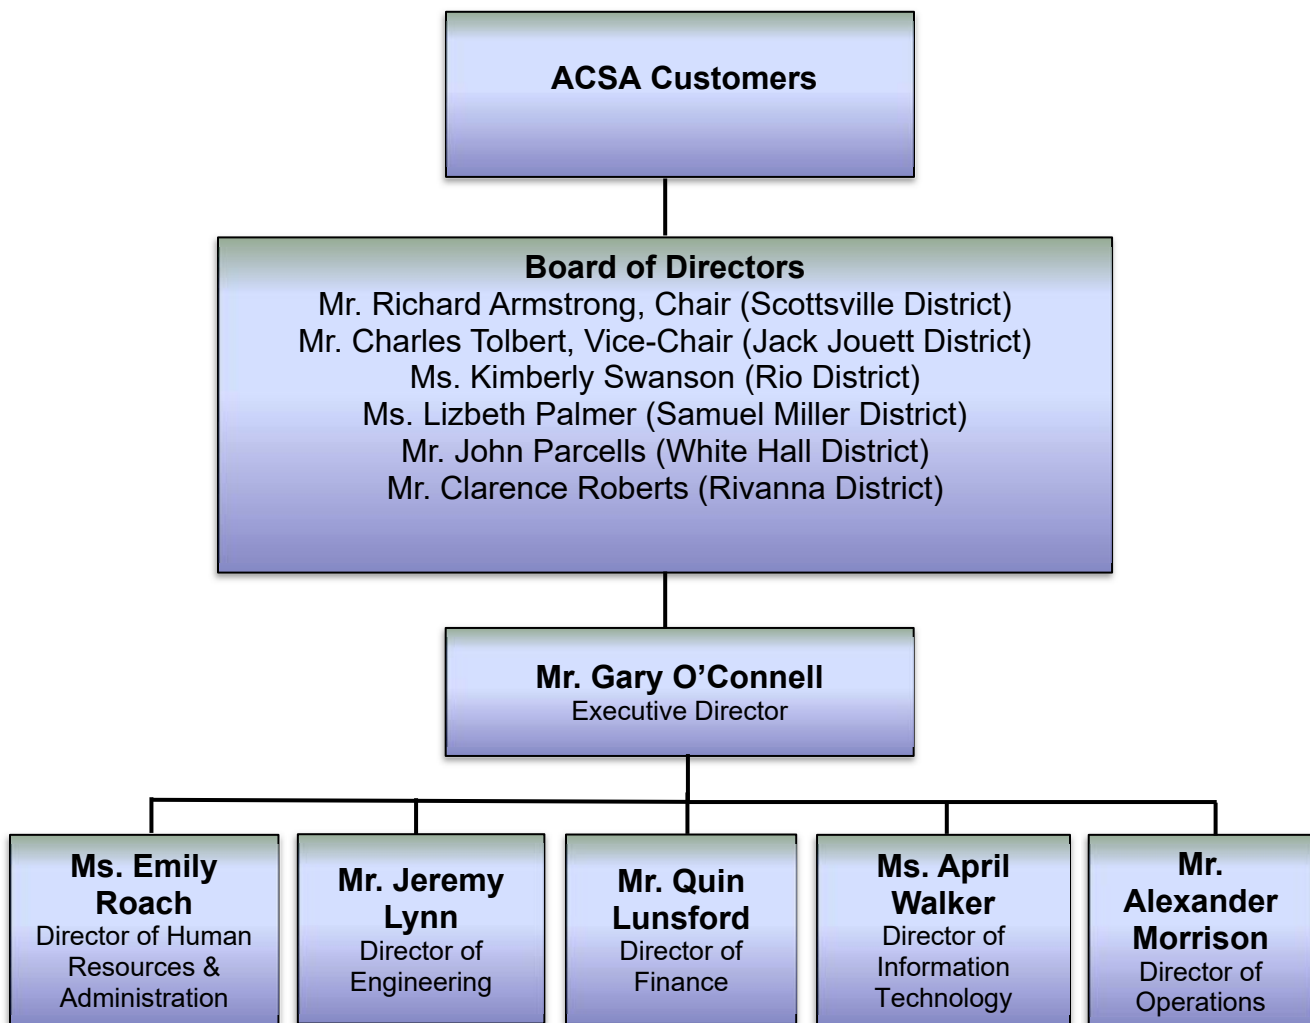 ACSA Customers
Board of Directors
Mr. Richard Armstrong, Chair (Scottsville District)
Mr. Charles Tolbert, Vice-Chair (Jack Jouett District)
Ms. Kimberly Swanson (Rio District)
Ms. Lizbeth Palmer (Samuel Miller District)
Mr. John Parcells (White Hall District)
Mr. Clarence Roberts (Rivanna District)
Mr. Gary O’Connell
Executive Director
Ms. Emily
Roach
Director of Human
Resources &
Administration
Mr. Jeremy
Lynn
Director of
Engineering
Mr. Quin
Lunsford
Director of
Finance
Ms. April
Walker
Director of
Information
Technology
Mr.
Alexander
Morrison
Director of
Operations